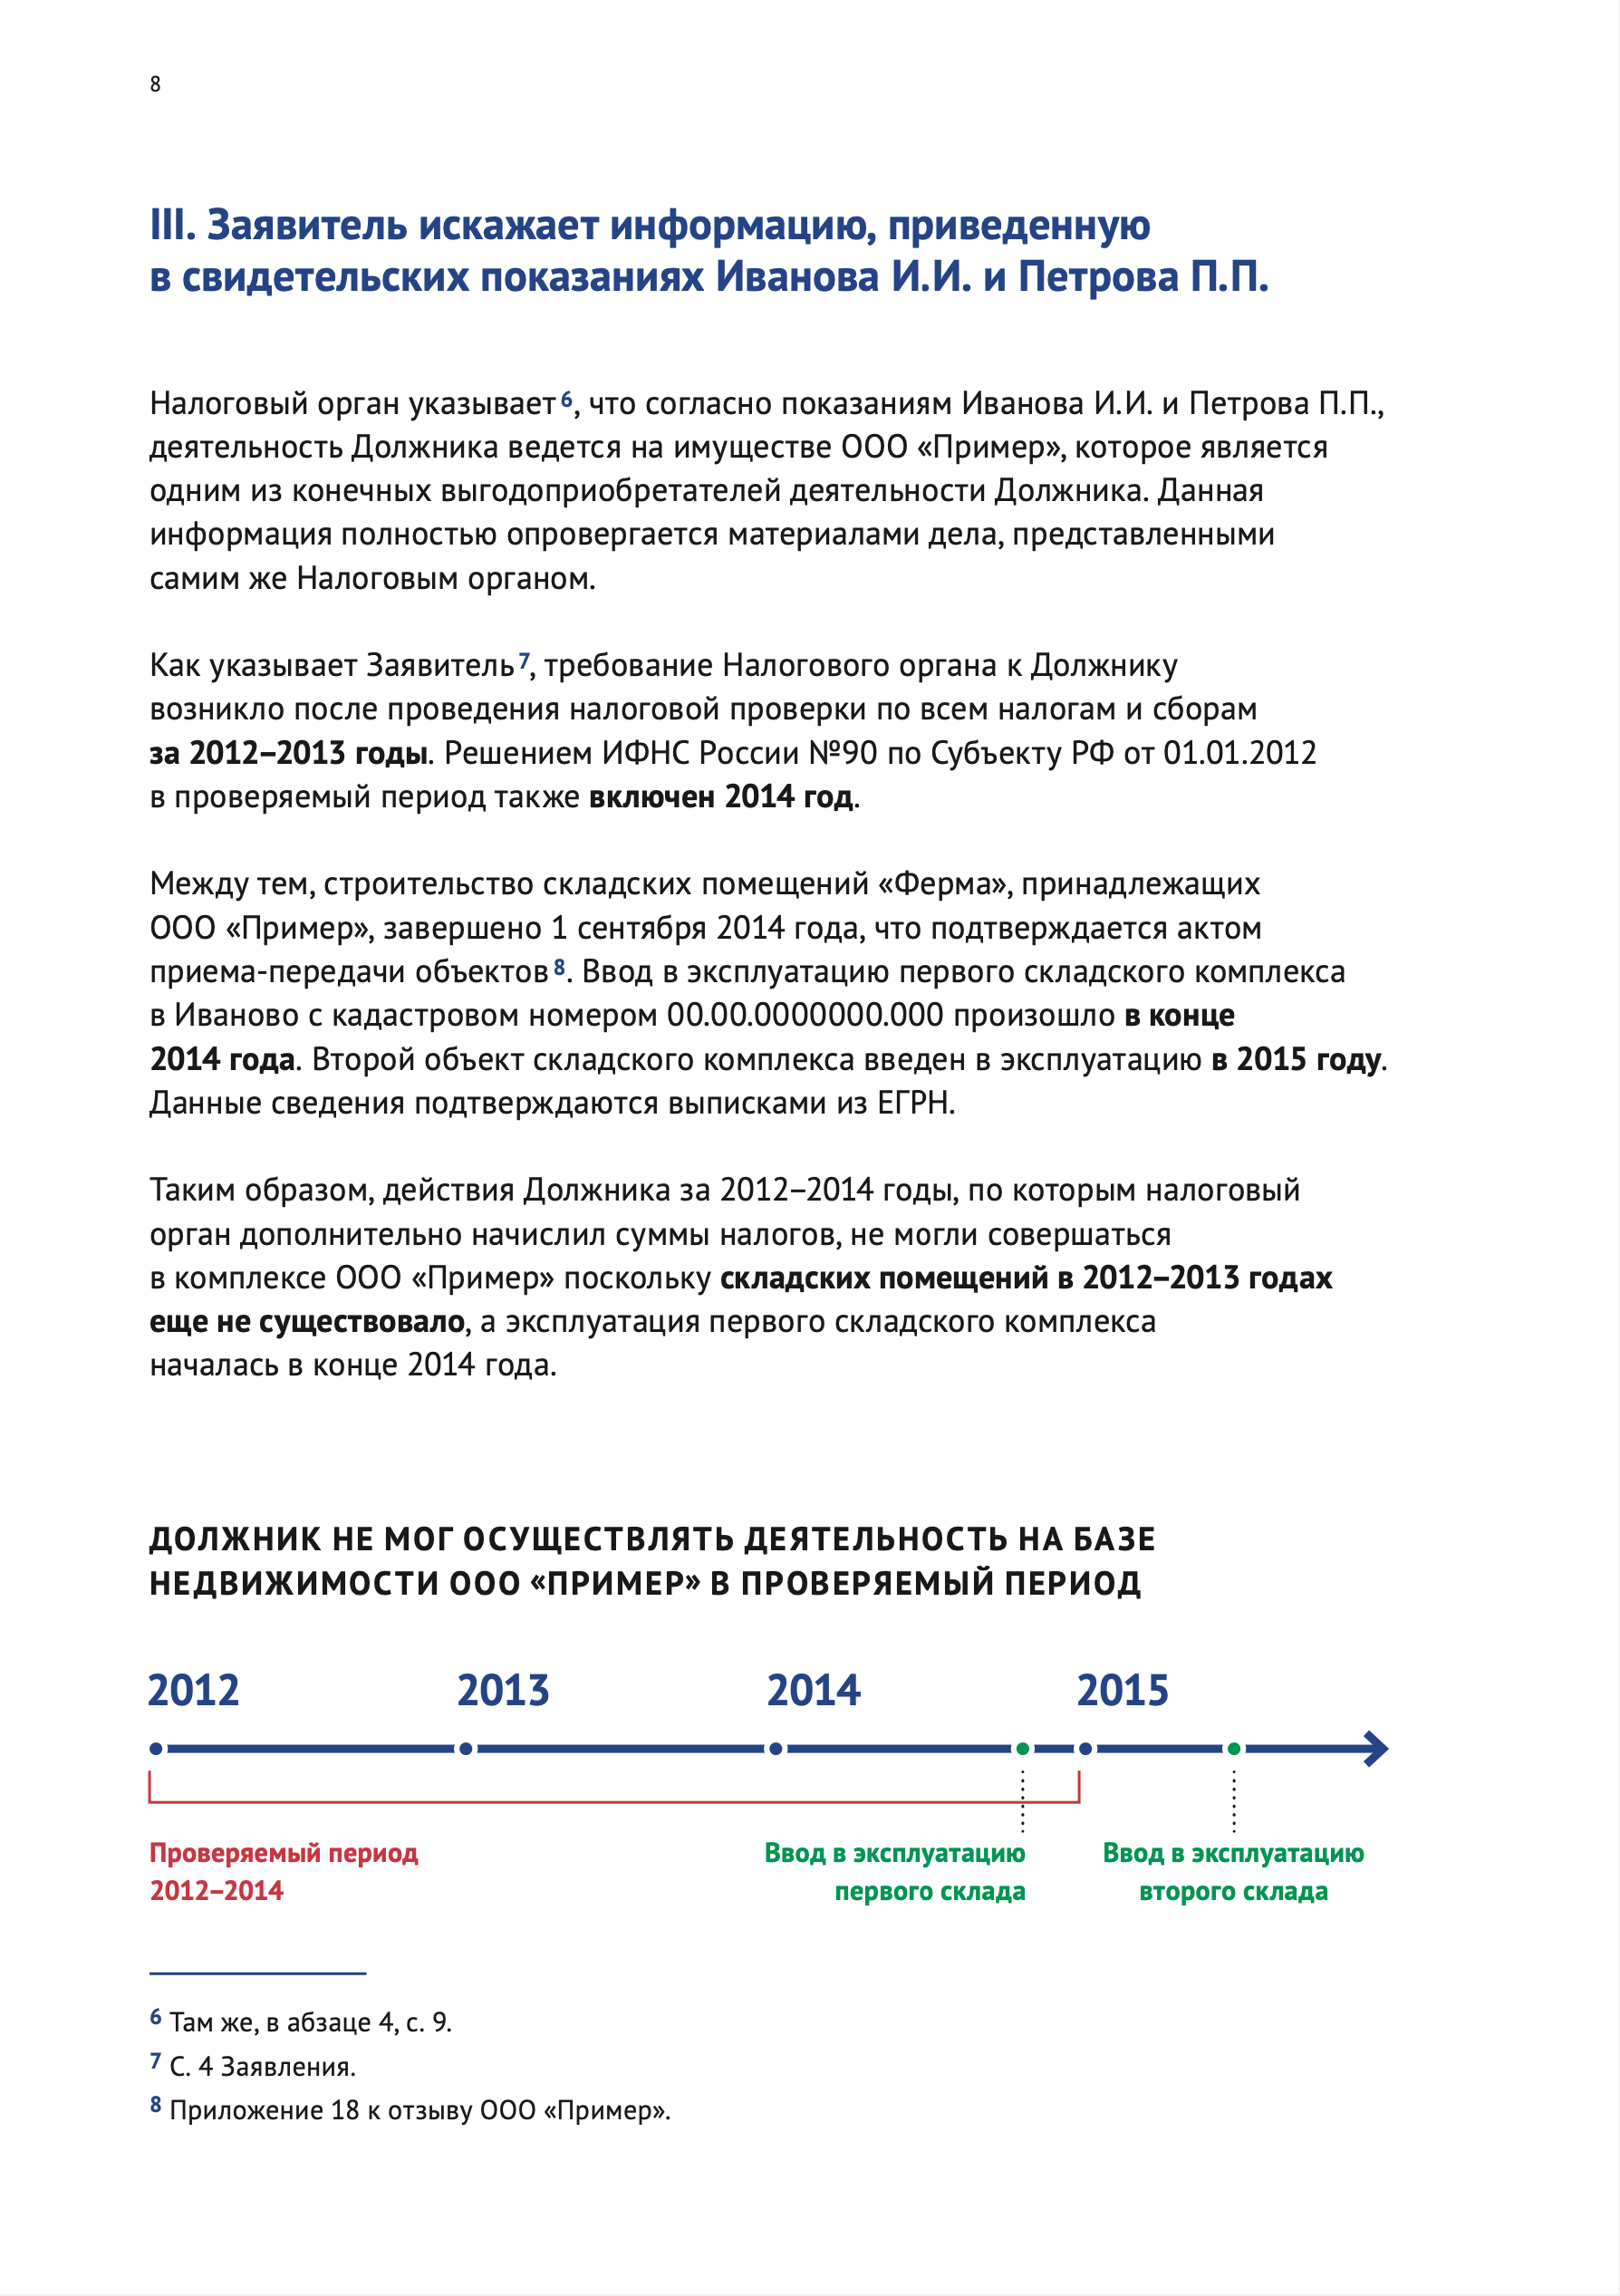 8
III. Заявитель искажает информацию, приведенную
в свидетельских показаниях Иванова И.И. и Петрова П.П.
Налоговый орган указывает⁶, что согласно показаниям Иванова И.И. и Петрова П.П.,
деятельность Должника ведется на имуществе ООО «Пример», которое является
одним из конечных выгодоприобретателей деятельности Должника. Данная
информация полностью опровергается материалами дела, представленными
самим же Налоговым органом.
Как указывает Заявитель⁷, требование Налогового органа к Должнику
возникло после проведения налоговой проверки по всем налогам и сборам
за 2012–2013 годы. Решением ИФНС России №90 по Субъекту РФ от 01.01.2012
в проверяемый период также включен 2014 год.
Между тем, строительство складских помещений «Ферма», принадлежащих
ООО «Пример», завершено 1 сентября 2014 года, что подтверждается актом
приема-передачи объектов⁸. Ввод в эксплуатацию первого складского комплекса
в Иваново с кадастровом номером 00.00.0000000.000 произошло в конце
2014 года. Второй объект складского комплекса введен в эксплуатацию в 2015 году.
Данные сведения подтверждаются выписками из ЕГРН.
Таким образом, действия Должника за 2012–2014 годы, по которым налоговый
орган дополнительно начислил суммы налогов, не могли совершаться
в комплексе ООО «Пример» поскольку складских помещений в 2012–2013 годах
еще не существовало, а эксплуатация первого складского комплекса
началась в конце 2014 года.
ДОЛЖНИК НЕ МОГ ОСУЩЕСТВЛЯТЬ ДЕЯТЕЛЬНОСТЬ НА БАЗЕ
НЕДВИЖИМОСТИ ООО «ПРИМЕР» В ПРОВЕРЯЕМЫЙ ПЕРИОД
2012 2013 2014 2015
Проверяемый период
2012–2014
Ввод в эксплуатацию
первого склада
Ввод в эксплуатацию
второго склада
⁶ Там же, в абзаце 4, с. 9.
⁷ С. 4 Заявления.
⁸ Приложение 18 к отзыву ООО «Пример».